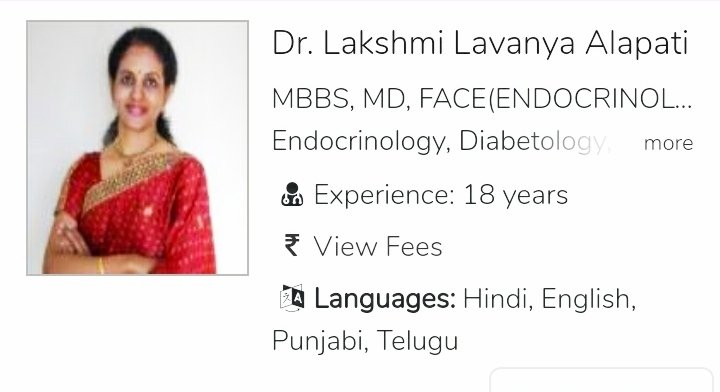 Dr. Lakshmi Lavanya Alapati
MBBS, MD, FACE(ENDOCRINOL...
Endocrinology, Diabetology, more
Experience: 18 years
₹ View Fees
Languages: Hindi, English,
Punjabi, Telugu